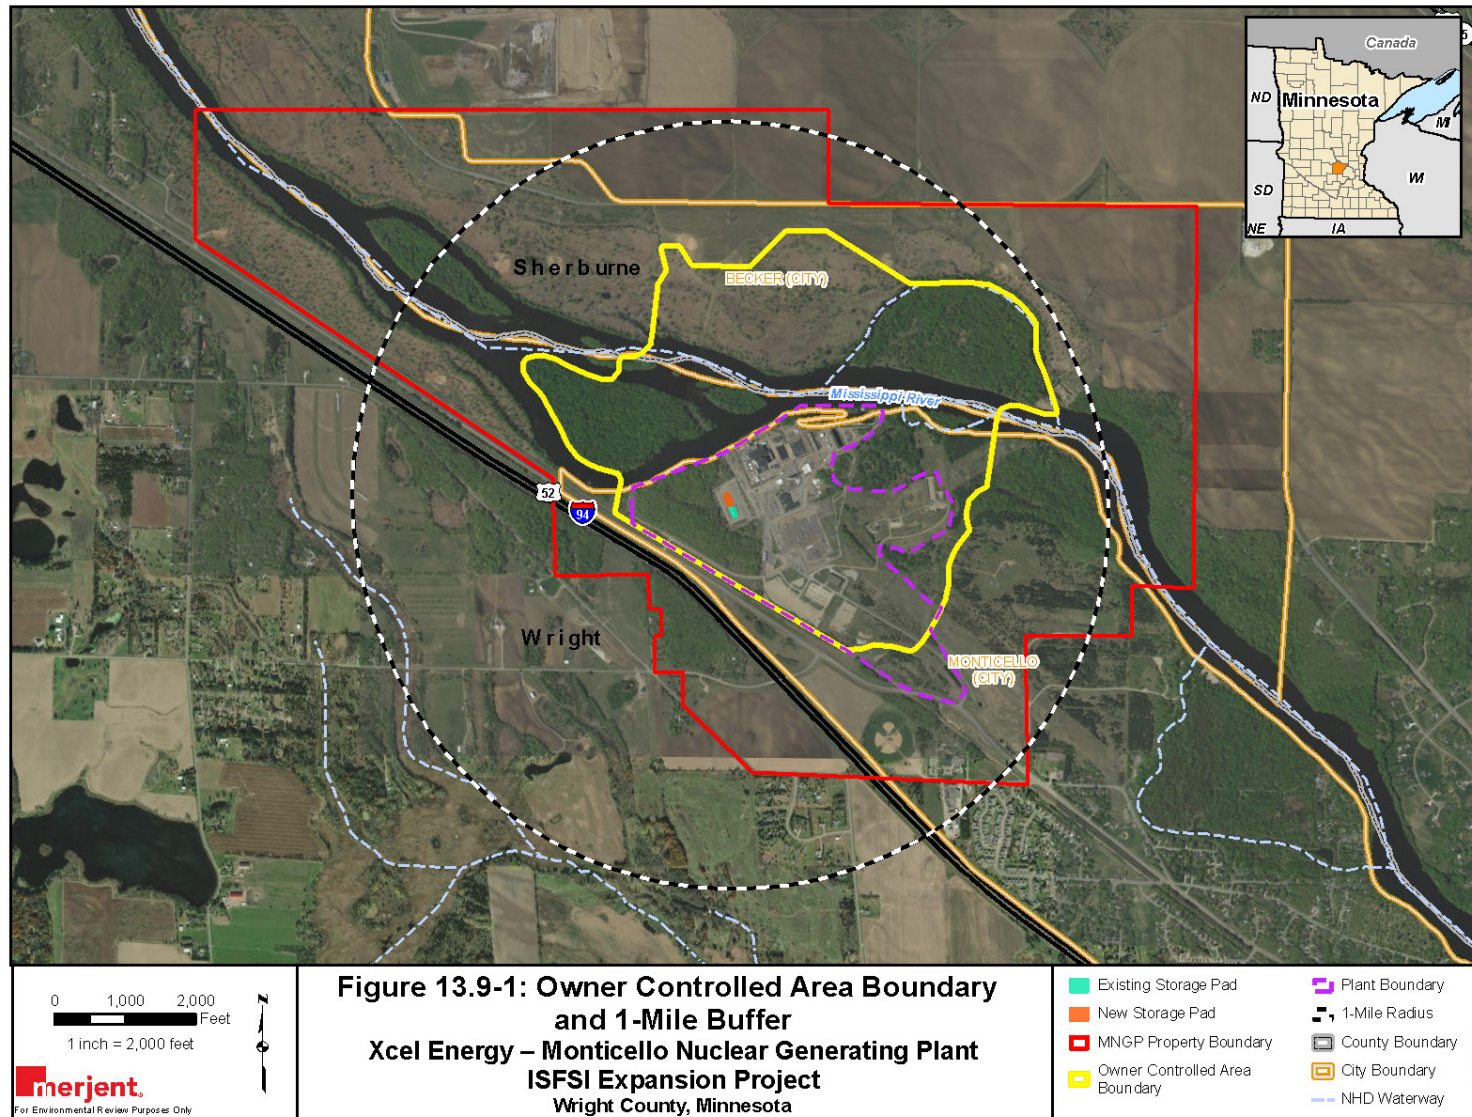 5
Canada
ND
Minnesota
M
WI
SD
NE
IA
Sherburne
BECKER (CITY)
Mississippi River
52
94
Wright
MONTICELLO
(CITY)
0 1,000 2,000
Feet
1 inch = 2,000 feet
N
merjent.
For Environmental Review Purposes Only
Figure 13.9-1: Owner Controlled Area Boundary
and 1-Mile Buffer
Xcel Energy – Monticello Nuclear Generating Plant
ISFSI Expansion Project
Wright County, Minnesota
Existing Storage Pad
New Storage Pad
MNGP Property Boundary
Owner Controlled Area
Boundary
Plant Boundary
1-Mile Radius
County Boundary
City Boundary
NHD Waterway